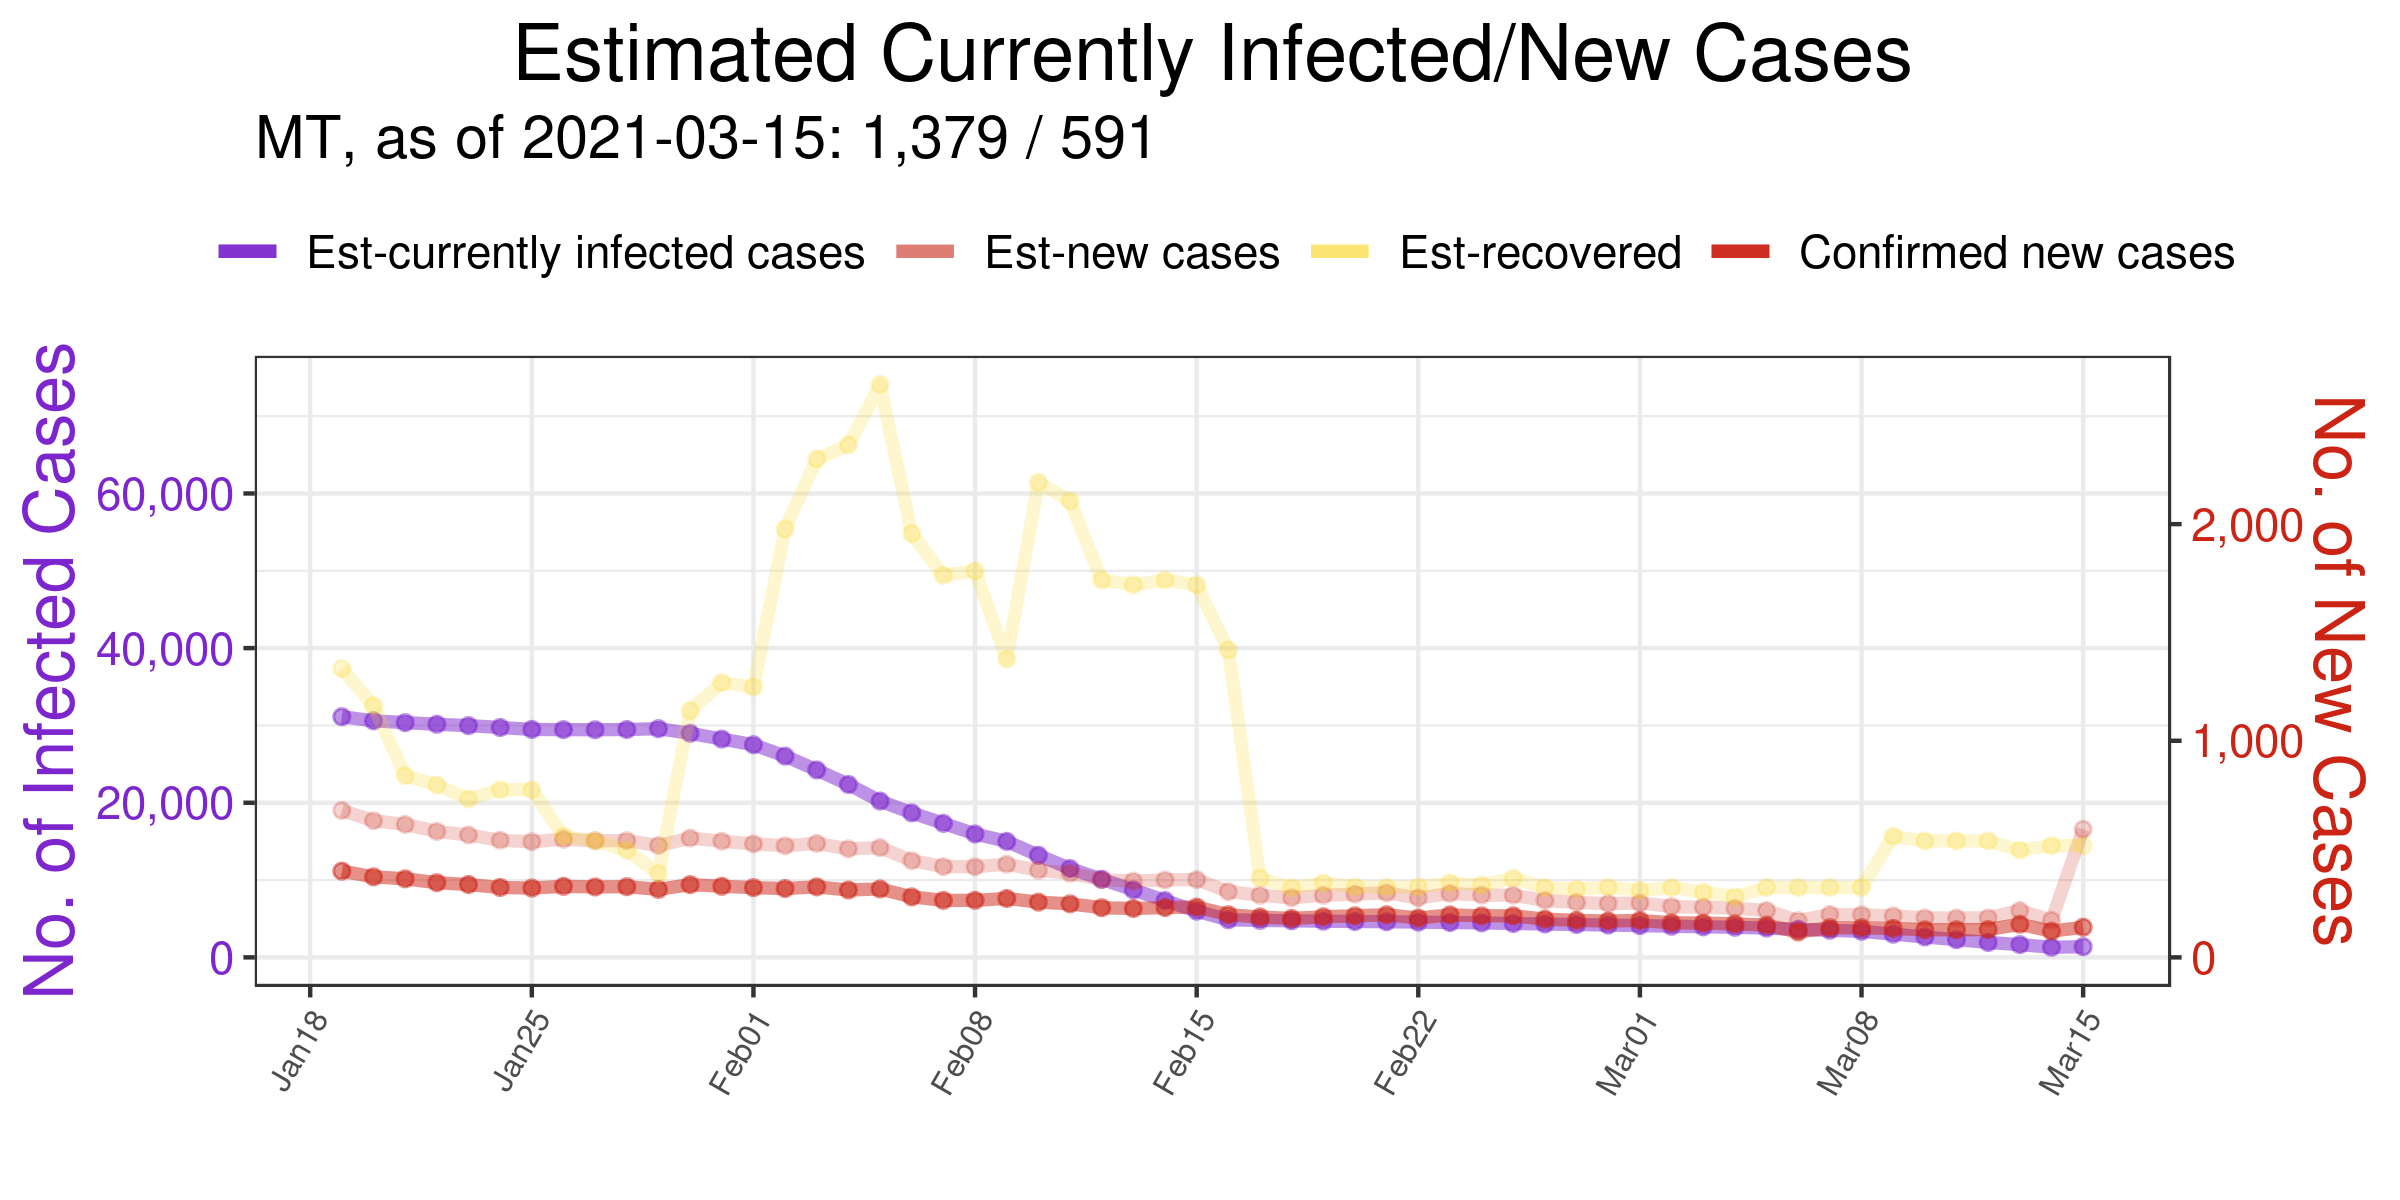 Estimated Currently Infected/New Cases
MT, as of 2021-03-15: 1,379 / 591
Est-currently infected cases Est-new cases Est-recovered Confirmed new cases
No. of Infected Cases
60,000
40,000
20,000
0
2,000
1,000
0
No. of New Cases
Jan18 Jan25 Feb01 Feb08 Feb15 Feb22 Mar01 Mar08 Mar15